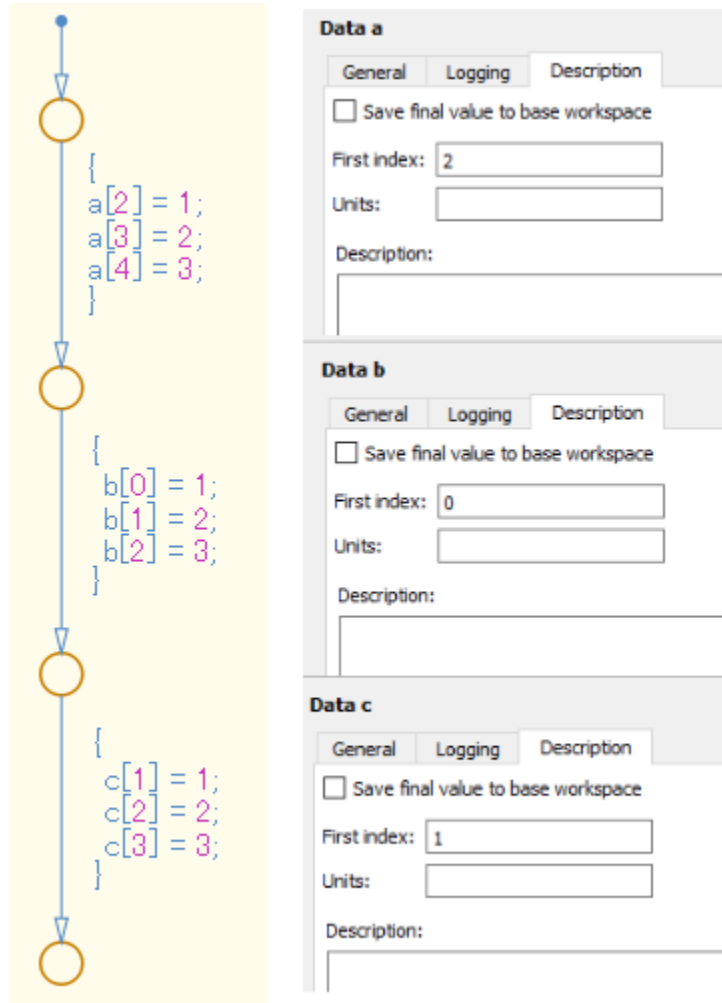 {
a[2] = 1;
a[3] = 2;
a[4] = 3;
}
{
b[0] = 1;
b[1] = 2;
b[2] = 3;
}
{
c[1] = 1;
c[2] = 2;
c[3] = 3;
}
Data a
General Logging Description
Save final value to base workspace
First index: 2
Units:
Description:
Data b
General Logging Description
Save final value to base workspace
First index: 0
Units:
Description:
Data c
General Logging Description
Save final value to base workspace
First index: 1
Units:
Description: